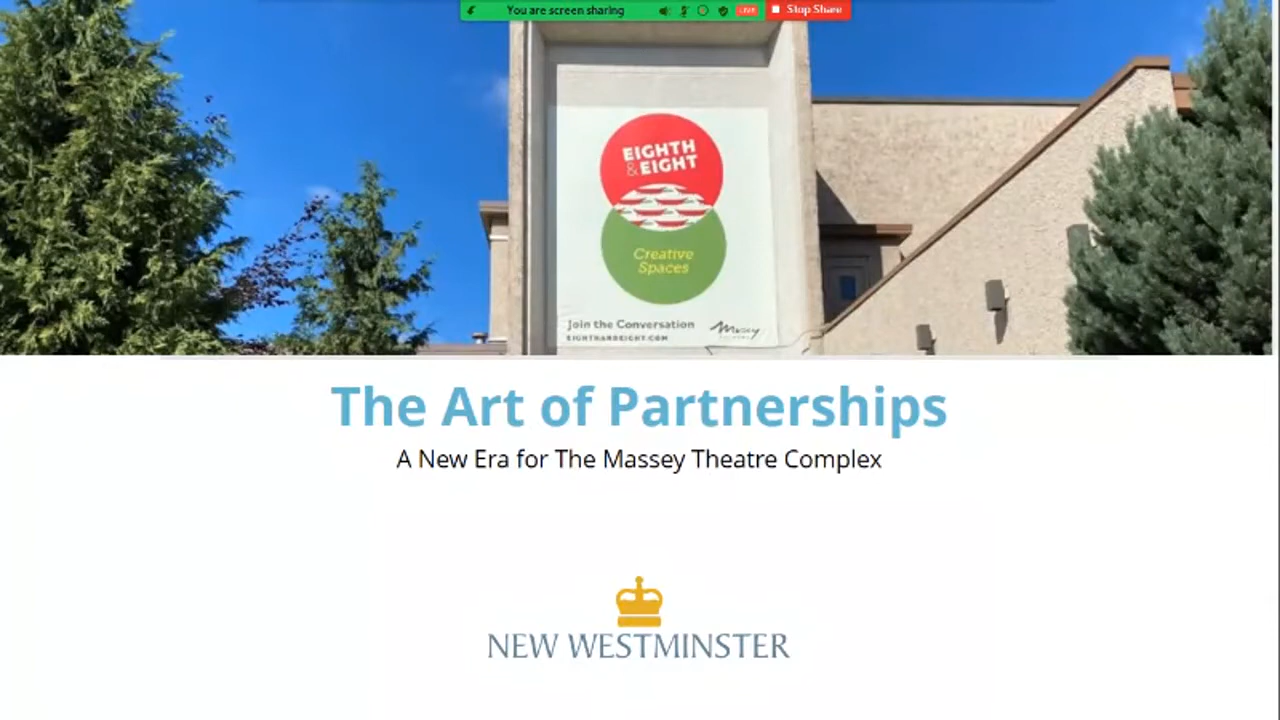 You are screen sharing
LIVE
Stop Share
EIGHTH
&EIGHT
Creative
Spaces
Join the Conversation
Massey
EIGHTHANDEIGHT.COM
The Art of Partnerships
A New Era for The Massey Theatre Complex
NEW WESTMINSTER